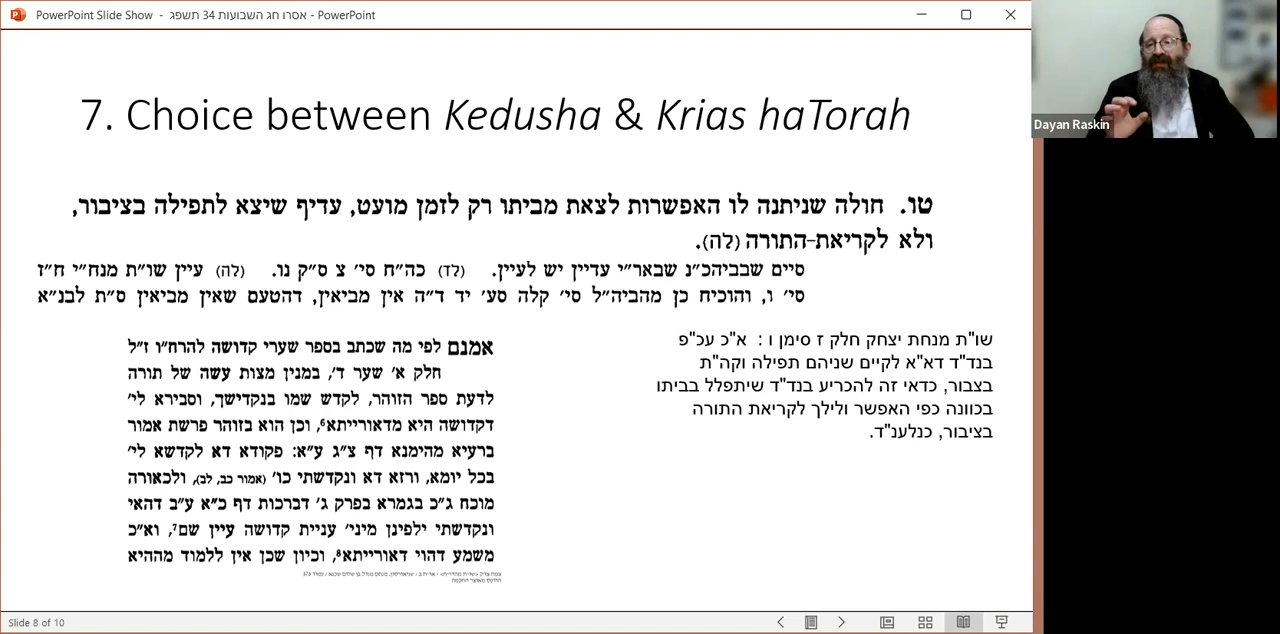 PowerPoint Slide Show - אסרו חג השבועות 34 תשפג - PowerPoint
Dayan Raskin
7. Choice between Kedusha & Krias haTorah
טו. חולה שניתנה לו האפשרות לצאת מביתו רק לזמן מועט, עדיף שיצא לתפילה בציבור,
ולא לקריאת-התורה (לה).
סיים שבביהכ״נ שבאר״י עדיין יש לעיין. (לד) כה״ח סי׳ צ ס״ק נו. (לה) עיין שו״ת מנח״י ח״ז
סי׳ ו, והוכיח כן מהביה״ל סי׳ קלה סע׳ יד ד״ה אין מביאין, דהטעם שאין מביאין ס״ת לבנ״א
שו"ת מנחת יצחק חלק ז סימן ו : א"כ עכ"פ
בנד"ד דא"א לקיים שניהם תפילה וקה"ת
בצבור, כדאי זה להכריע בנד"ד שיתפלל בביתו
בכוונה כפי האפשר ולילך לקריאת התורה
בציבור, כנלענ"ד.
אמנם לפי מה שכתב בספר שערי קדושה להרח״ו ז״ל
חלק א׳ שער ד׳, במנין מצות עשה של תורה
לדעת ספר הזוהר, לקדש שמו בנקדישך, וסבירא לי׳
דקדושה היא מדאורייתא6, וכן הוא בזוהר פרשת אמור
ברעיא מהימנא דף צ״ג ע״א: פקודא דא לקדשא לי׳
בכל יומא, ורזא דא ונקדשתי כו׳ (אמור כב, לב), ולכאורה
מוכח ג״כ בגמרא בפרק ג׳ דברכות דף כ״א ע״ב דהאי
ונקדשתי ילפינן מיני׳ עניית קדושה עיין שם7, וא״כ
משמע דהוי דאורייתא8, וכיון שכן אין ללמוד מההיא
Slide 8 of 10